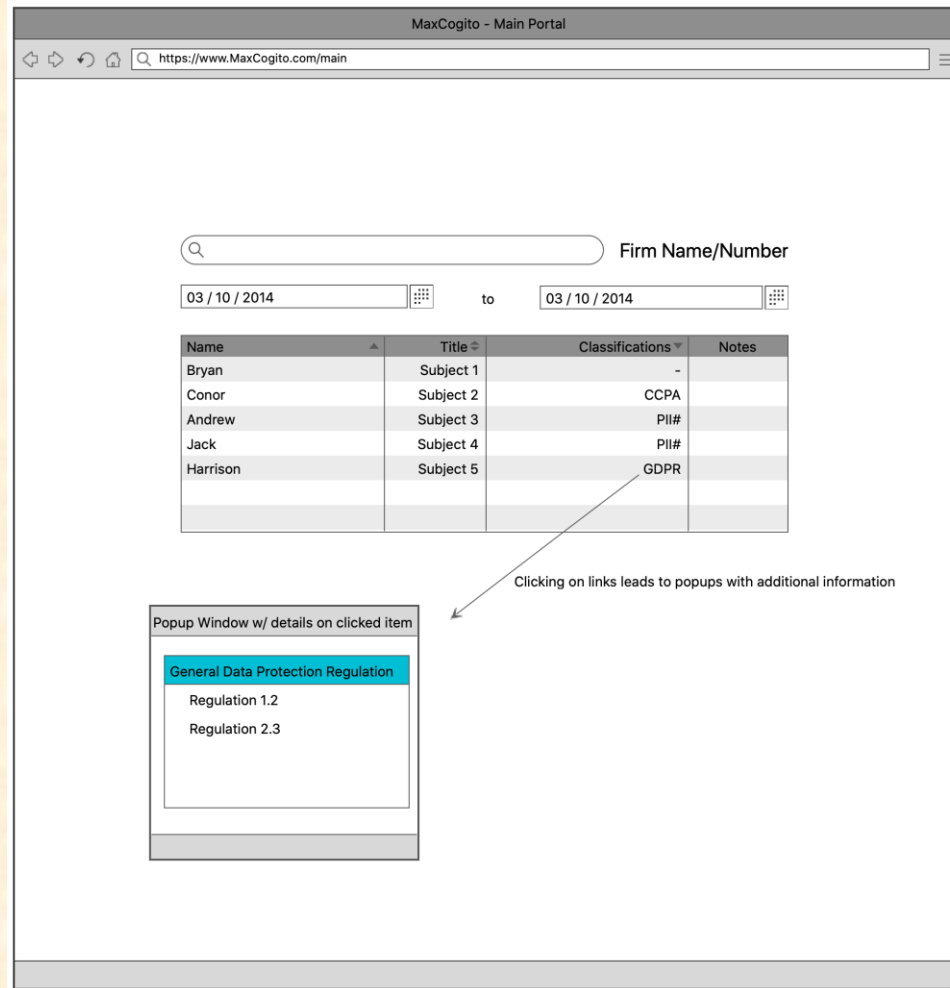 MaxCogito - Main Portal
https://www.MaxCogito.com/main
Firm Name/Number
03 / 10 / 2014 to 03 / 10 / 2014
Name Title Classifications Notes
Bryan Subject 1 -
Conor Subject 2 CCPA
Andrew Subject 3 PII#
Jack Subject 4 PII#
Harrison Subject 5 GDPR
Clicking on links leads to popups with additional information
Popup Window w/ details on clicked item
General Data Protection Regulation
Regulation 1.2
Regulation 2.3